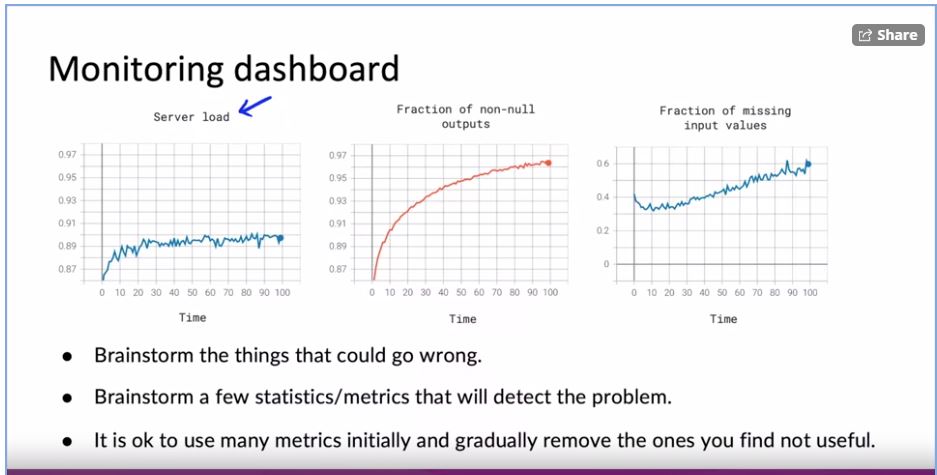 Share
Monitoring dashboard
Server load
0.97
0.95
0.93
0.91
0.89
0.87
0 10 20 30 40 50 60 70 80 90 100
Time
Fraction of non-null
outputs
0.97
0.95
0.93
0.91
0.89
0.87
0 10 20 30 40 50 60 70 80 90 100
Time
Fraction of missing
input values
0.6
0.4
0.2
0
0 10 20 30 40 50 60 70 80 90 100
Time
● Brainstorm the things that could go wrong.
● Brainstorm a few statistics/metrics that will detect the problem.
● It is ok to use many metrics initially and gradually remove the ones you find not useful.